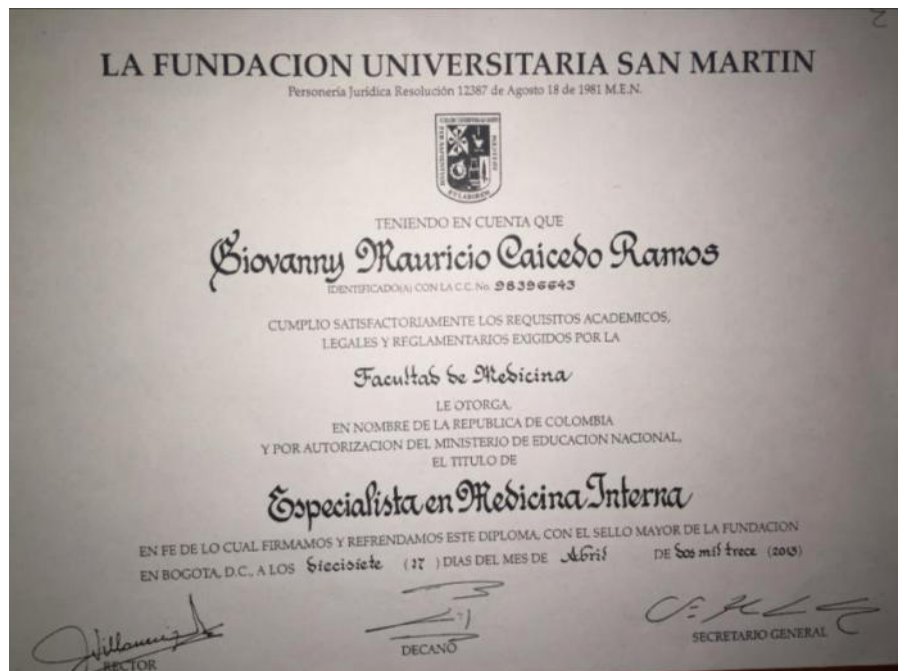 LA FUNDACION UNIVERSITARIA SAN MARTIN
Personería Jurídica Resolución 12387 de Agosto 18 de 1981 M.E.N.
TENIENDO EN CUENTA QUE
Giovanny Mauricio Caicedo Ramos
IDENTIFICADO(A) CON LA C.C. No. 98396643
CUMPLIO SATISFACTORIAMENTE LOS REQUISITOS ACADEMICOS,
LEGALES Y REGLAMENTARIOS EXIGIDOS POR LA
Facultad de Medicina
LE OTORGA,
EN NOMBRE DE LA REPUBLICA DE COLOMBIA
Y POR AUTORIZACION DEL MINISTERIO DE EDUCACION NACIONAL,
EL TITULO DE
Especialista en Medicina Interna
EN FE DE LO CUAL FIRMAMOS Y REFRENDAMOS ESTE DIPLOMA, CON EL SELLO MAYOR DE LA FUNDACION
EN BOGOTA, D.C., A LOS Diecisiete (17 ) DIAS DEL MES DE Abril DE Dos mil trece (2013)
RECTOR
DECANO
SECRETARIO GENERAL